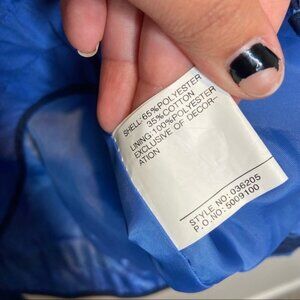 SHELL: 65%POLYESTER
35%COTTON
LINING: 100%POLYESTER
EXCLUSIVE OF DECOR-
ATION
STYLE NO: 036205
P.O.NO: 5009100